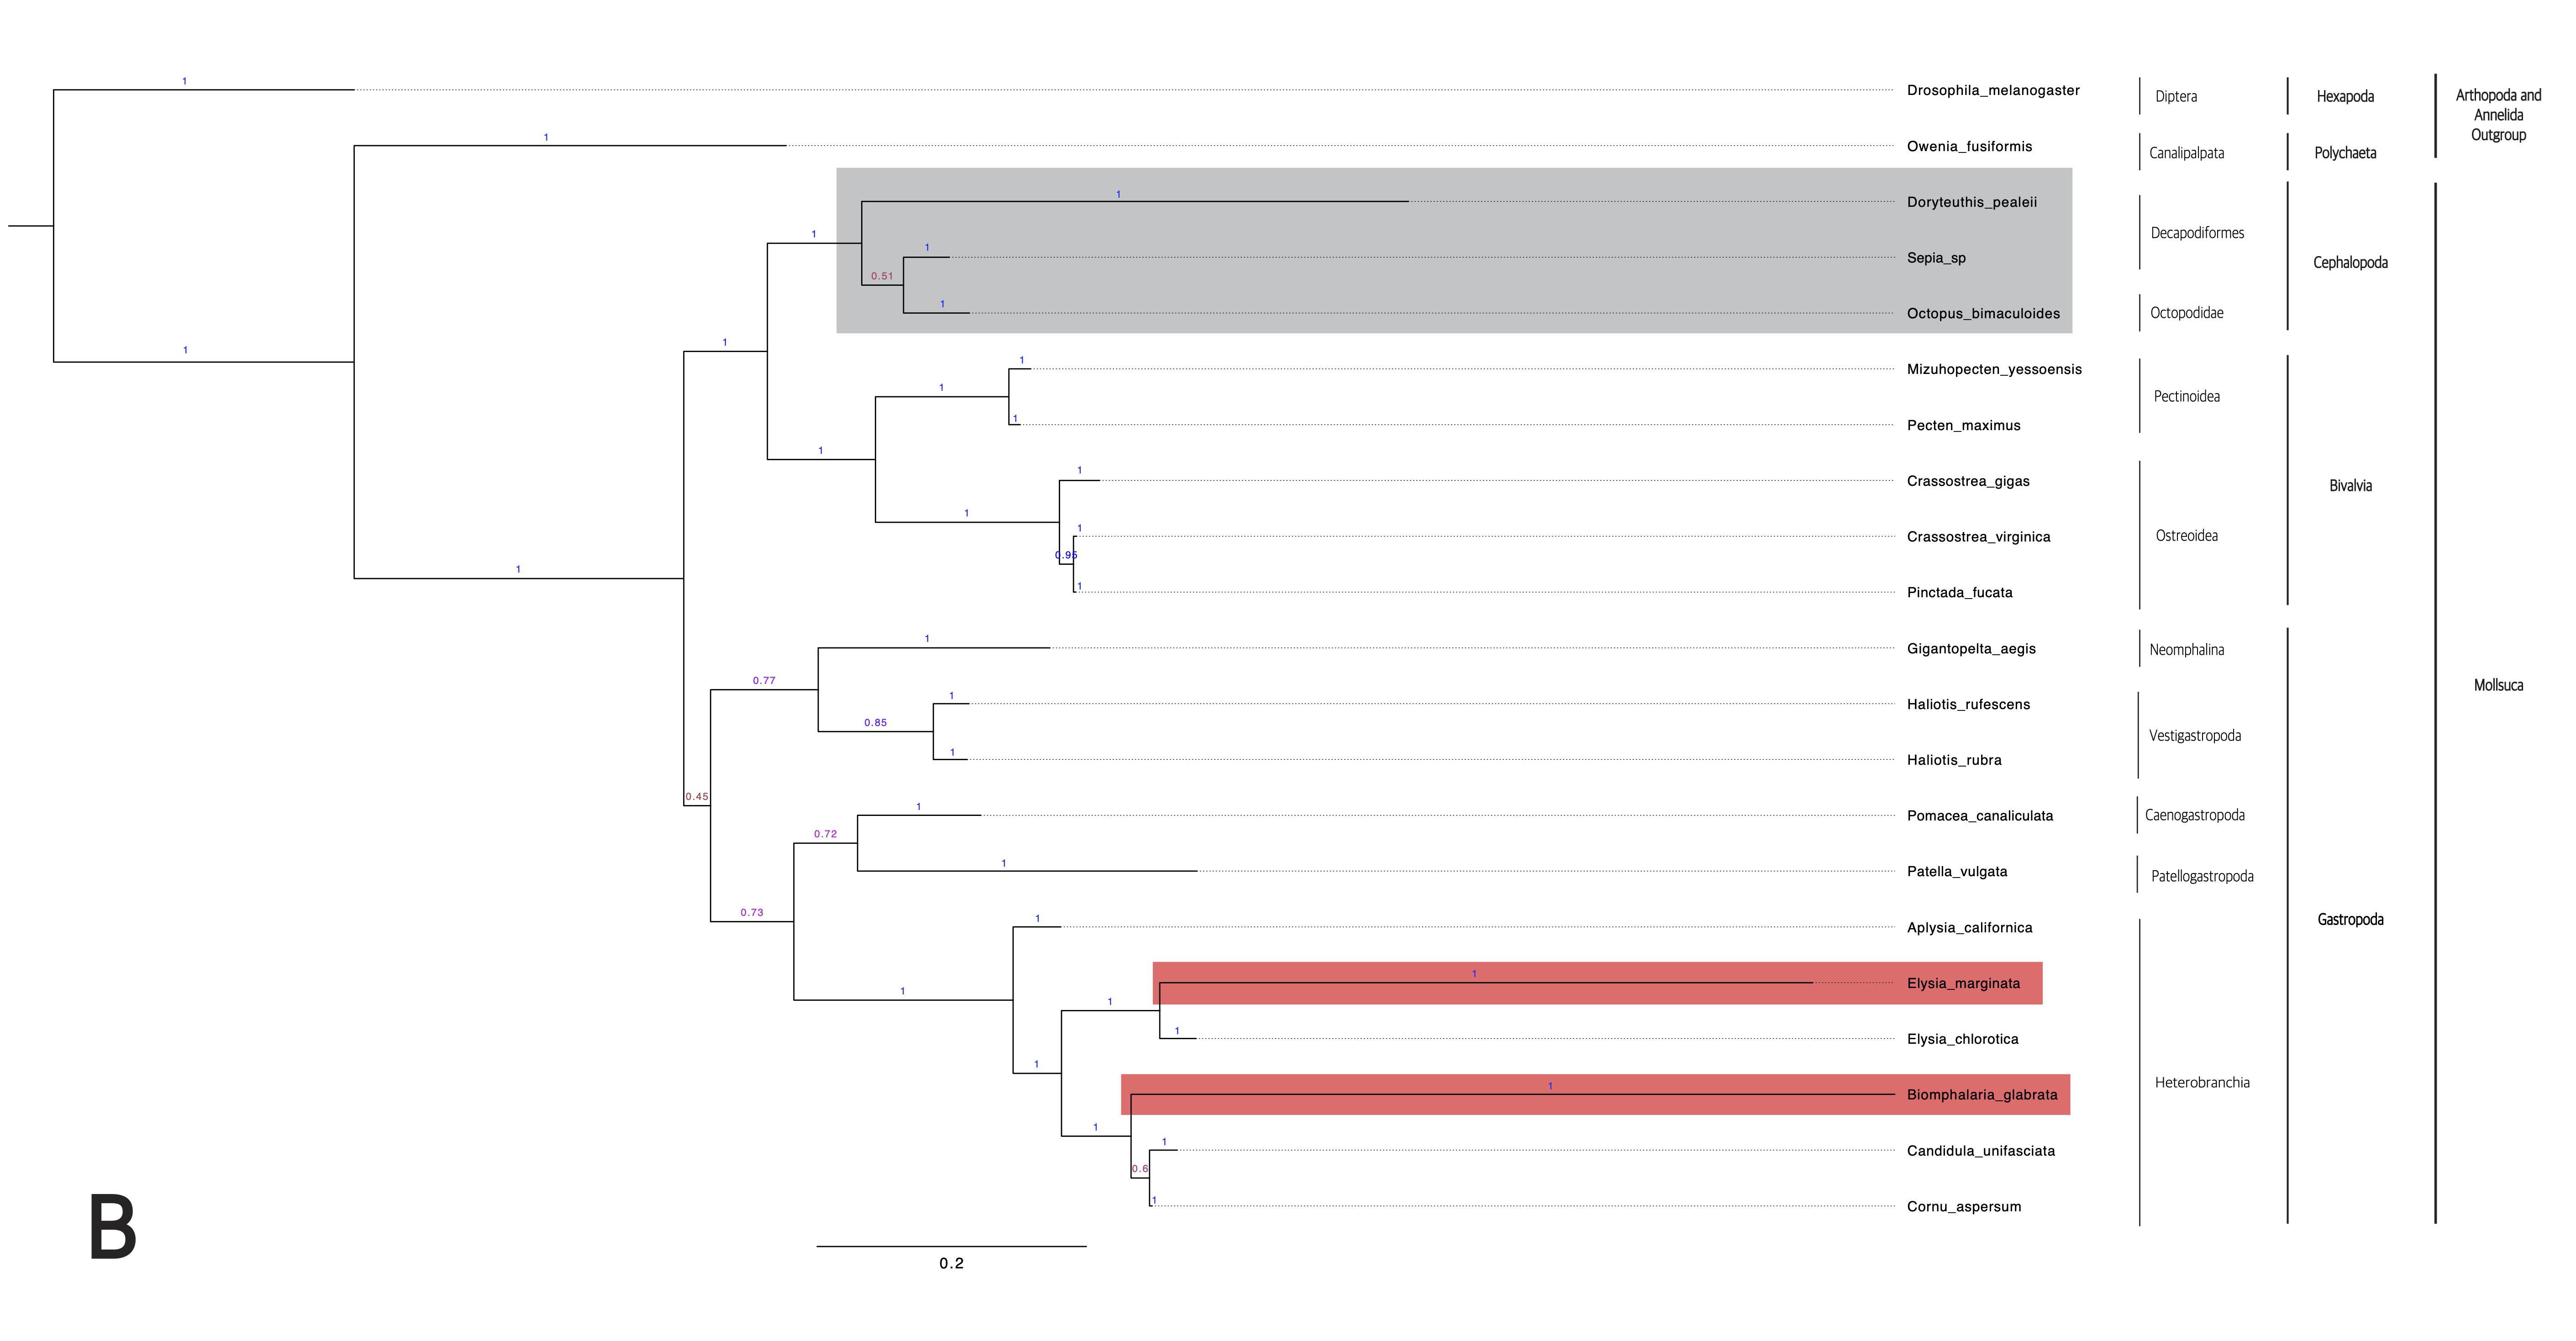 1
Drosophila_melanogaster
Diptera
Hexapoda
Arthopoda and
Annelida
Outgroup
1
Owenia_fusiformis
Canalipalpata
Polychaeta
1
Doryteuthis_pealeii
Decapodiformes
1
1
Sepia_sp
Cephalopoda
0.51
1
Octopus_bimaculoides
Octopodidae
1
1
1
Mizuhopecten_yessoensis
1
Pectinoidea
1
Pecten_maximus
1
1
Crassostrea_gigas
Bivalvia
1
1
Crassostrea_virginica
Ostreoidea
0.95
1
1
Pinctada_fucata
1
Gigantopelta_aegis
Neomphalina
0.77
Mollsuca
1
Haliotis_rufescens
0.85
Vestigastropoda
1
Haliotis_rubra
0.45
1
Pomacea_canaliculata
Caenogastropoda
0.72
1
Patella_vulgata
Patellogastropoda
0.73
1
Aplysia_californica
Gastropoda
1
1
Elysia_marginata
1
1
Elysia_chlorotica
1
1
Biomphalaria_glabrata
Heterobranchia
1
1
Candidula_unifasciata
0.6
1
Cornu_aspersum
B
0.2